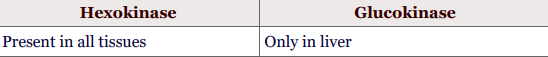 Hexokinase Glucokinase
Present in all tissues Only in liver